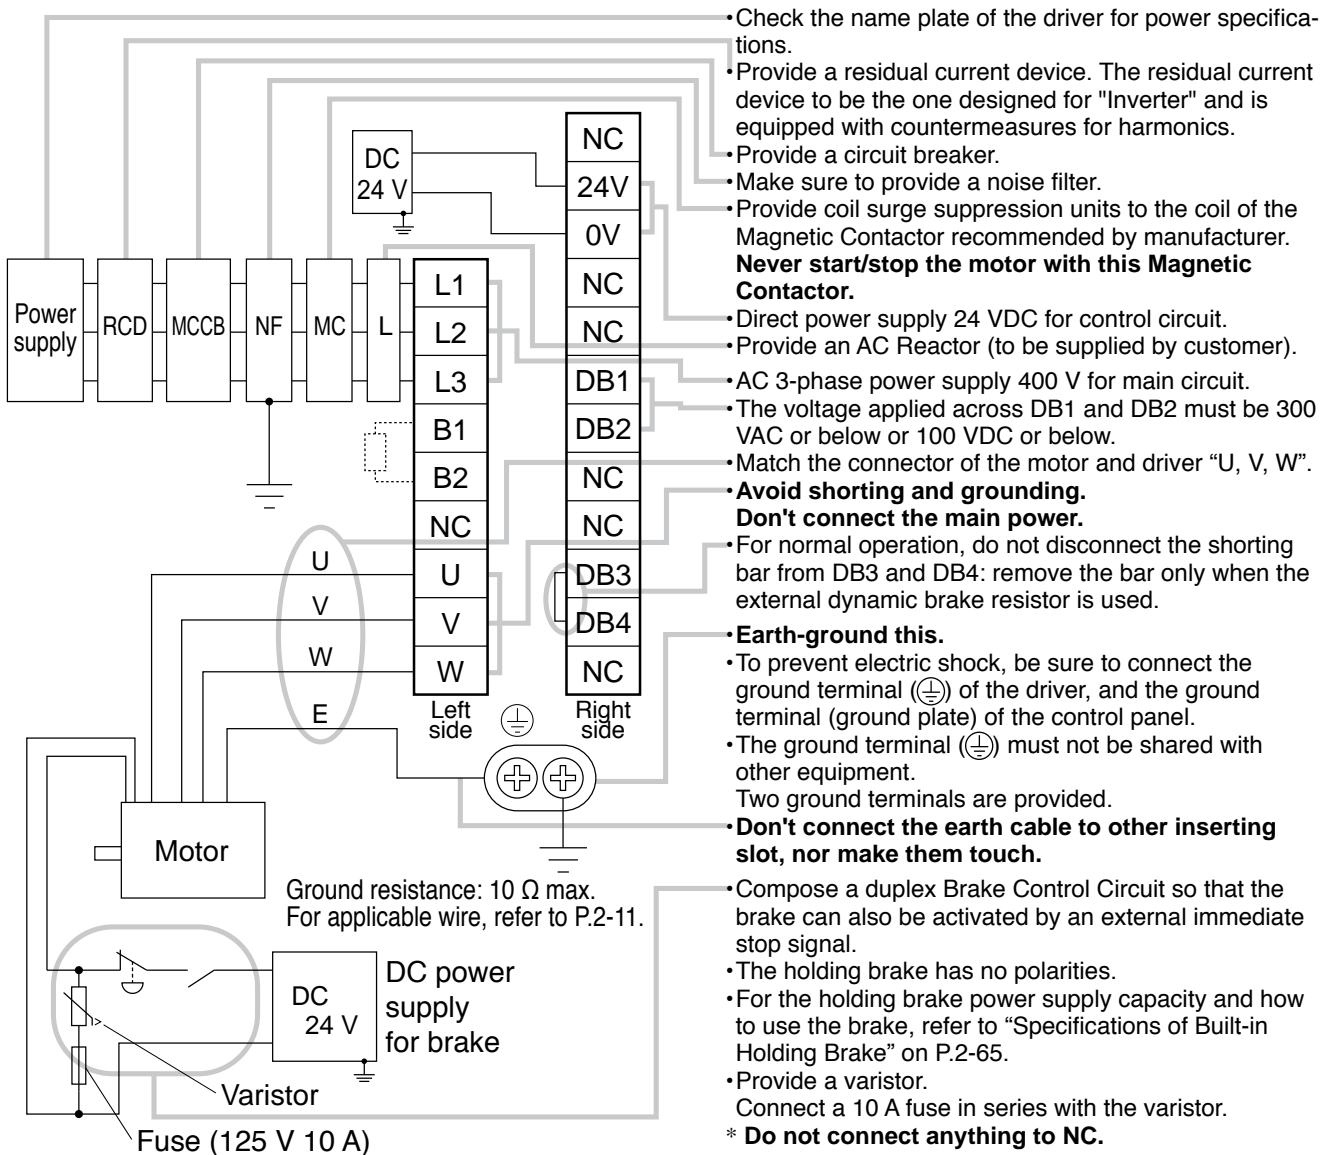 •Check the name plate of the driver for power specifica-
tions.
•Provide a residual current device. The residual current
device to be the one designed for "Inverter" and is
equipped with countermeasures for harmonics.
•Provide a circuit breaker.
•Make sure to provide a noise filter.
•Provide coil surge suppression units to the coil of the
Magnetic Contactor recommended by manufacturer.
Never start/stop the motor with this Magnetic
Contactor.
•Direct power supply 24 VDC for control circuit.
•Provide an AC Reactor (to be supplied by customer).
•AC 3-phase power supply 400 V for main circuit.
•The voltage applied across DB1 and DB2 must be 300
VAC or below or 100 VDC or below.
•Match the connector of the motor and driver “U, V, W”.
•Avoid shorting and grounding.
Don't connect the main power.
•For normal operation, do not disconnect the shorting
bar from DB3 and DB4: remove the bar only when the
external dynamic brake resistor is used.
•Earth-ground this.
•To prevent electric shock, be sure to connect the
ground terminal (⏚) of the driver, and the ground
terminal (ground plate) of the control panel.
•The ground terminal (⏚) must not be shared with
other equipment.
Two ground terminals are provided.
•Don't connect the earth cable to other inserting
slot, nor make them touch.
•Compose a duplex Brake Control Circuit so that the
brake can also be activated by an external immediate
stop signal.
•The holding brake has no polarities.
•For the holding brake power supply capacity and how
to use the brake, refer to “Specifications of Built-in
Holding Brake” on P.2-65.
•Provide a varistor.
Connect a 10 A fuse in series with the varistor.
* Do not connect anything to NC.
DC
24 V
Power
supply
RCD
MCCB
NF
MC
L
L1
L2
L3
B1
B2
NC
U
V
W
Left
side
NC
24V
0V
NC
NC
DB1
DB2
NC
NC
DB3
DB4
NC
Right
side
U
V
W
E
Motor
Ground resistance: 10 Ω max.
For applicable wire, refer to P.2-11.
DC
24 V
DC power
supply
for brake
Varistor
Fuse (125 V 10 A)